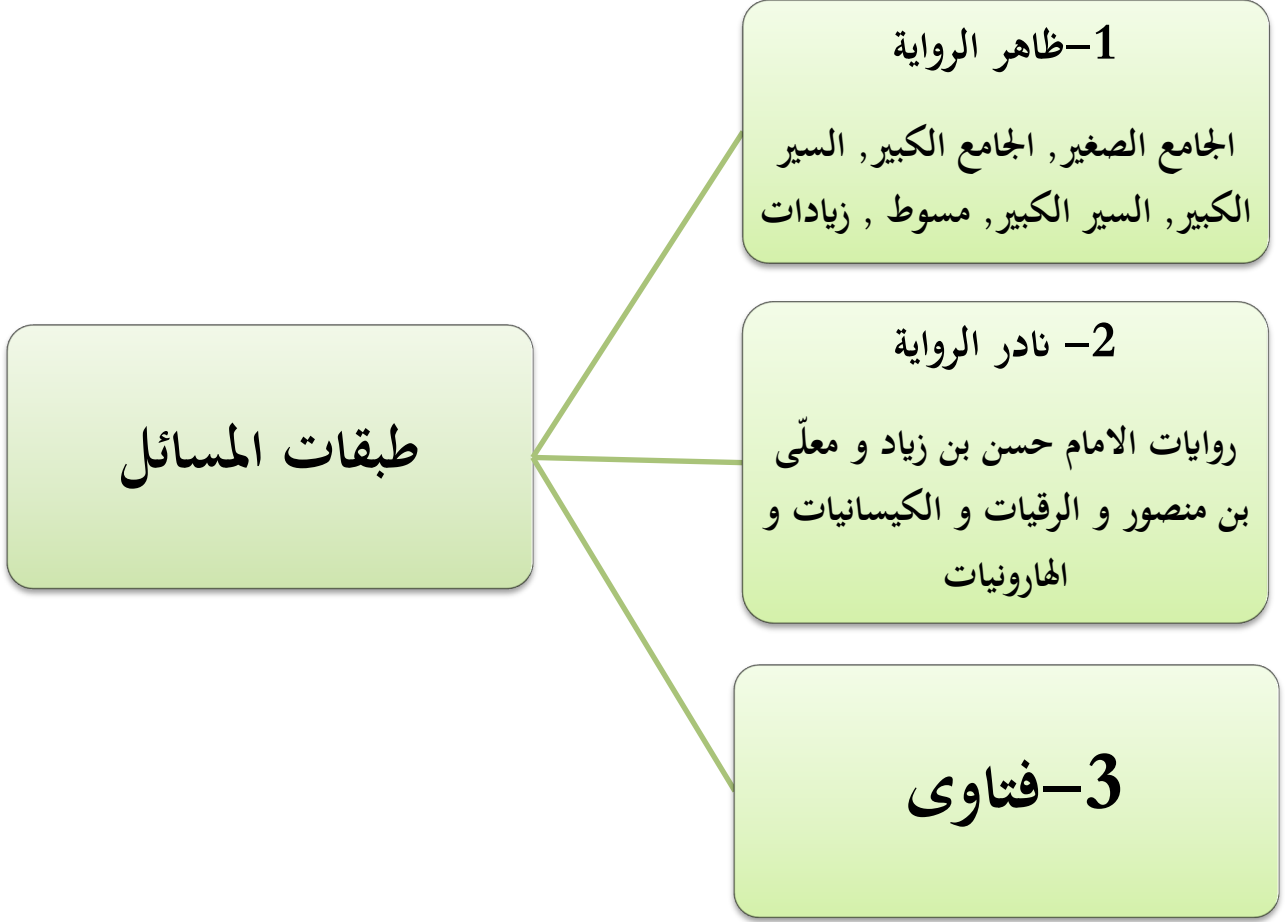 طبقات المسائل
1-ظاهر الرواية
الجامع الصغير, الجامع الكبير, السير
الكبير, السير الكبير, مسوط , زيادات
2- نادر الرواية
روايات الامام حسن بن زياد و معلّى
بن منصور و الرقيات و الكيسانيات و
الهارونيات
3-فتاوى